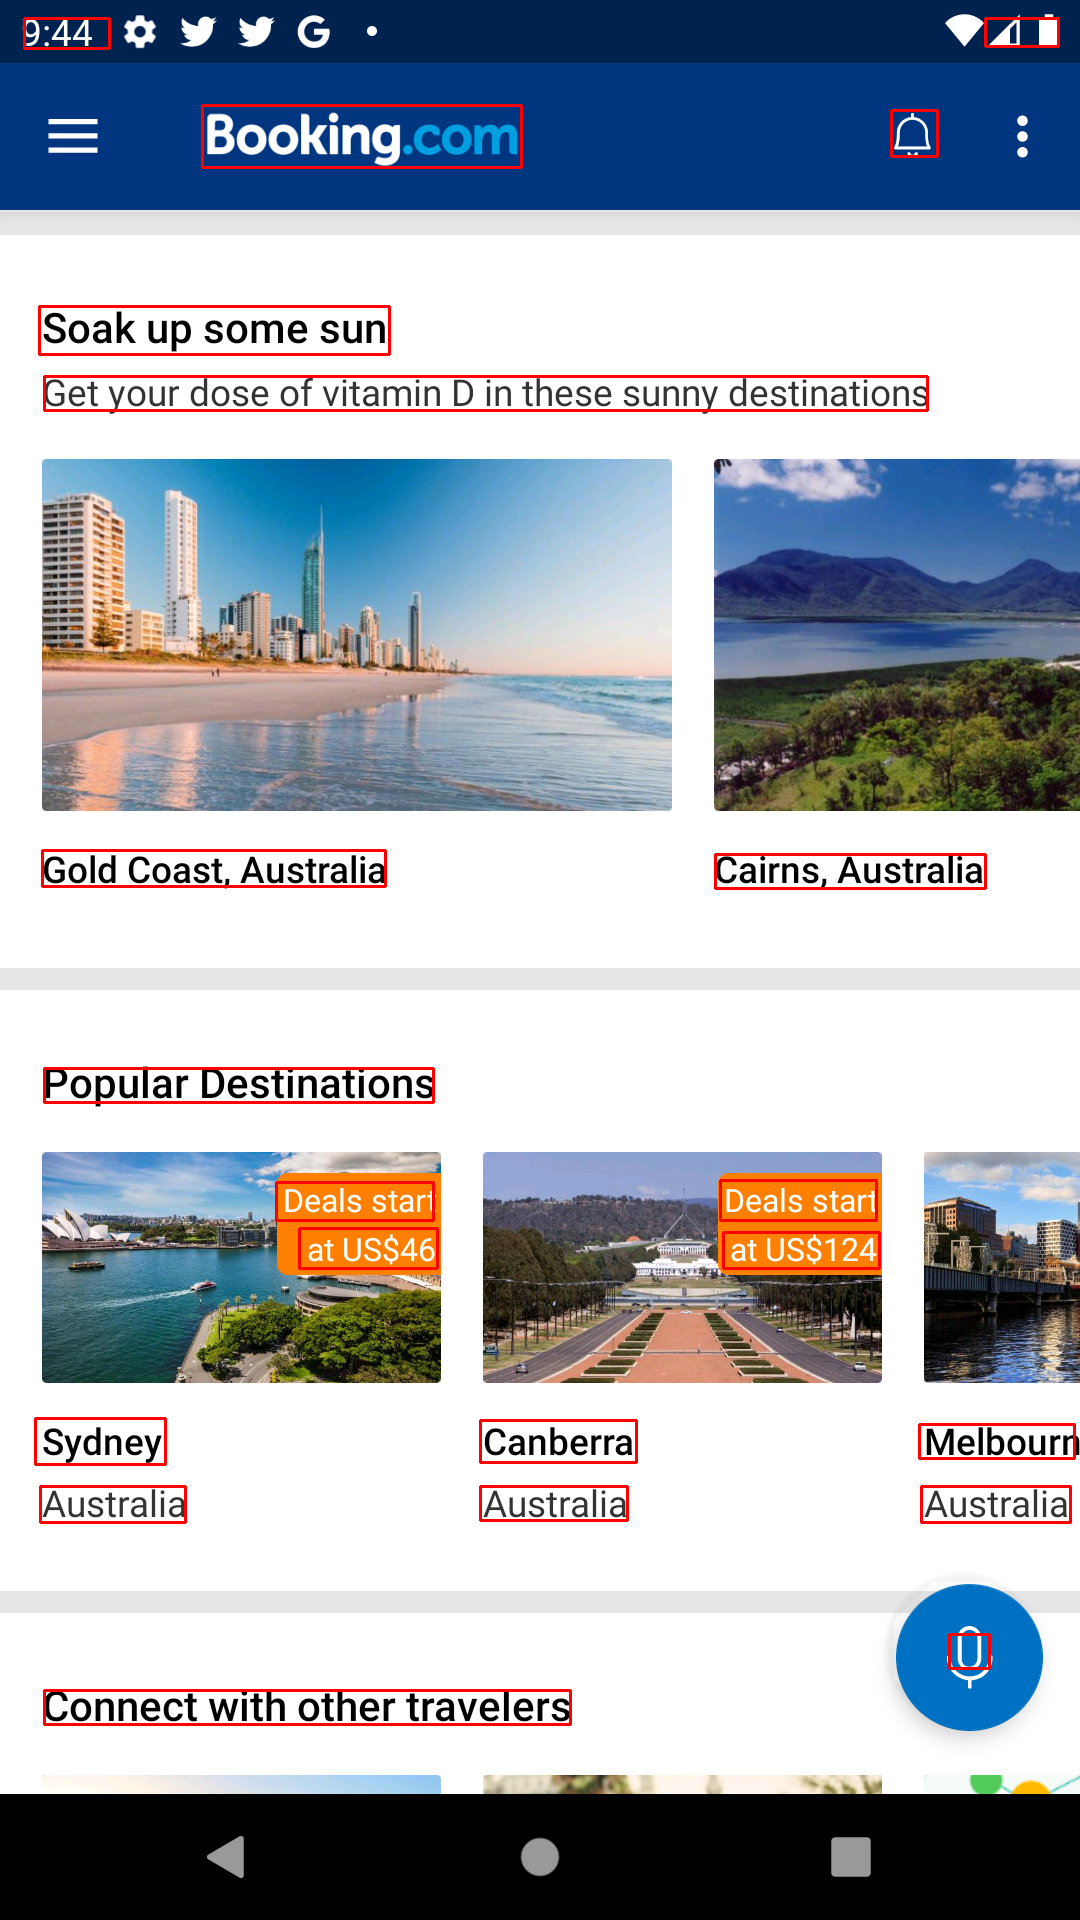 9:44
Booking.com
Soak up some sun
Get your dose of vitamin D in these sunny destinations
Gold Coast, Australia
Cairns, Australia
Popular Destinations
Deals start
at US$46
Deals start
at US$124
Sydney
Canberra
Melbourn
Australia
Australia
Australia
Connect with other travelers